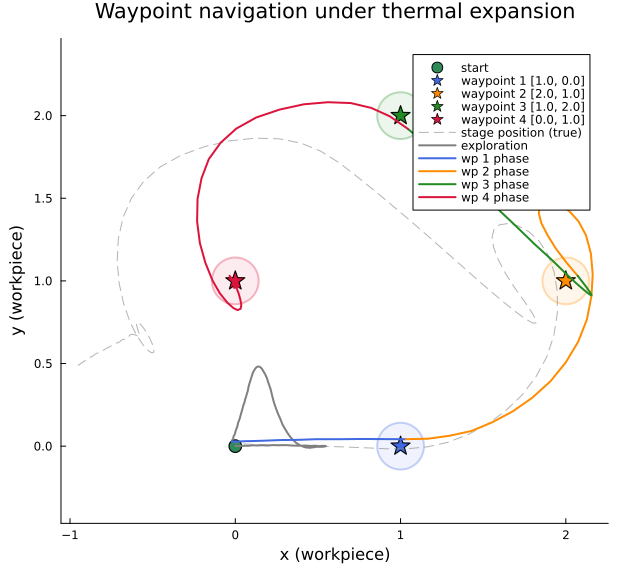 Waypoint navigation under thermal expansion
start
waypoint 1 [1.0, 0.0]
waypoint 2 [2.0, 1.0]
waypoint 3 [1.0, 2.0]
waypoint 4 [0.0, 1.0]
stage position (true)
exploration
wp 1 phase
wp 2 phase
wp 3 phase
wp 4 phase
y (workpiece)
2.0
1.5
1.0
0.5
0.0
−1
0
1
2
x (workpiece)